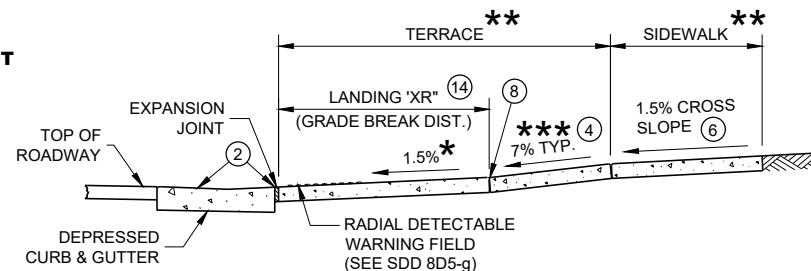 T
TERRACE **
SIDEWALK **
LANDING 'XR" 14
(GRADE BREAK DIST.)
8
EXPANSION
JOINT
TOP OF
ROADWAY
2
1.5%*
*** 4
7% TYP.
1.5% CROSS
SLOPE 6
DEPRESSED
CURB & GUTTER
RADIAL DETECTABLE
WARNING FIELD
(SEE SDD 8D5-g)